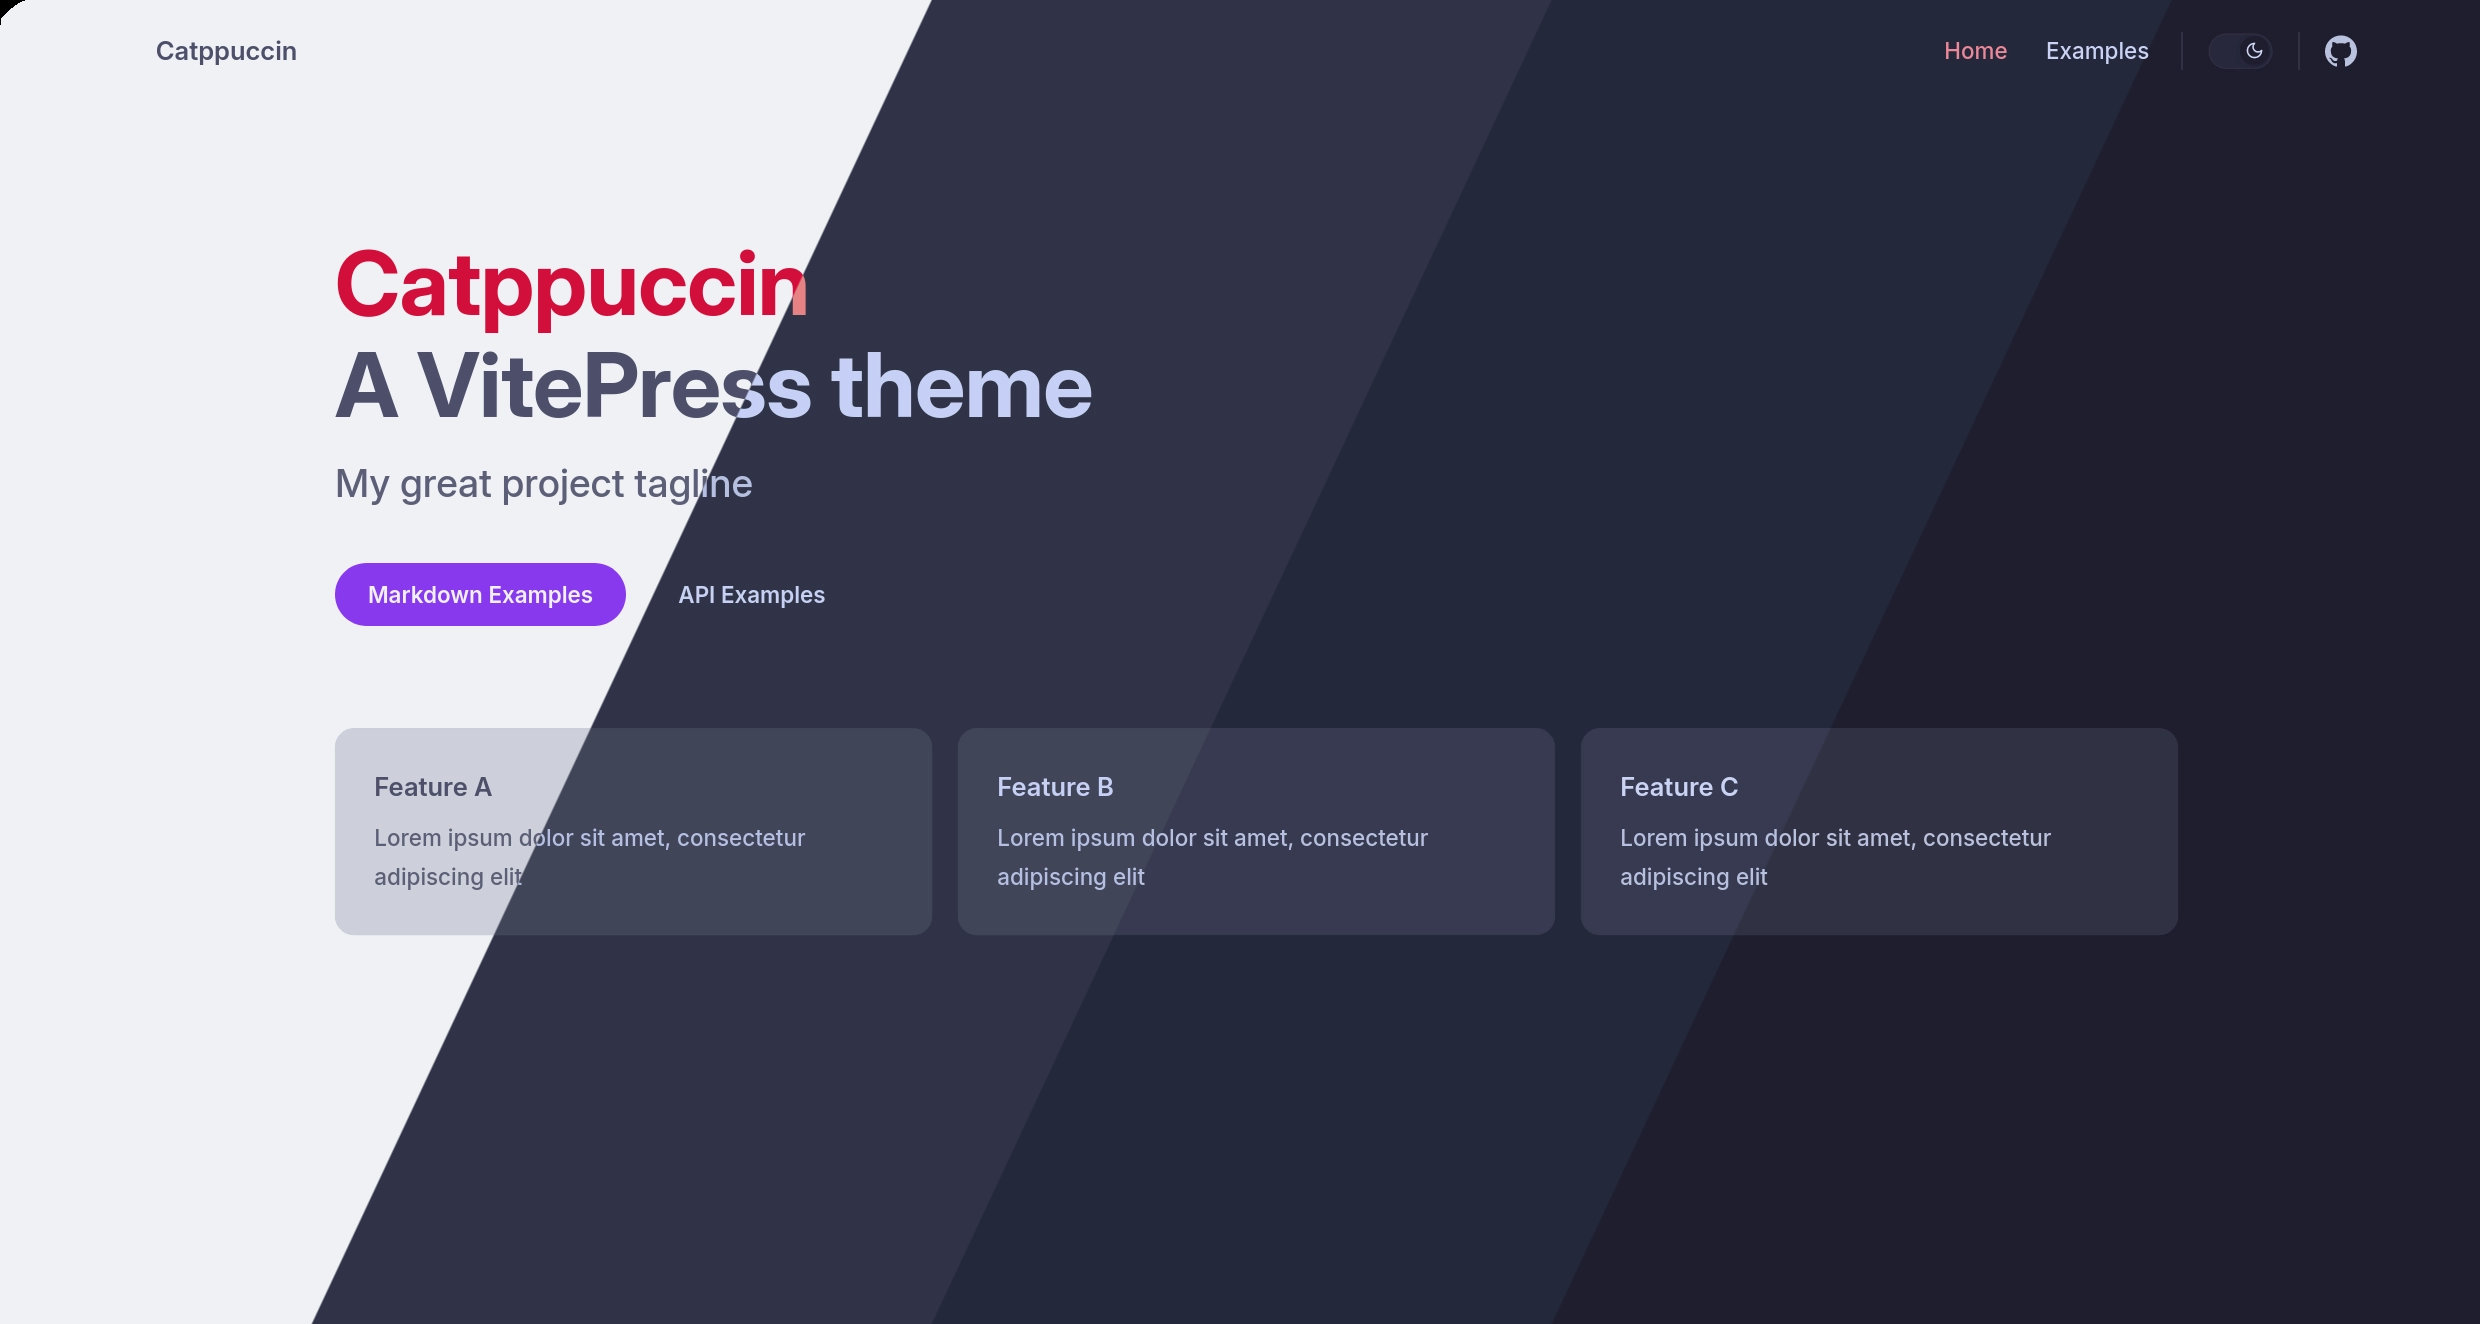 Catppuccin
Home Examples
Catppuccin
A VitePress theme
My great project tagline
Markdown Examples API Examples
Feature A
Lorem ipsum dolor sit amet, consectetur
adipiscing elit
Feature B
Lorem ipsum dolor sit amet, consectetur
adipiscing elit
Feature C
Lorem ipsum dolor sit amet, consectetur
adipiscing elit